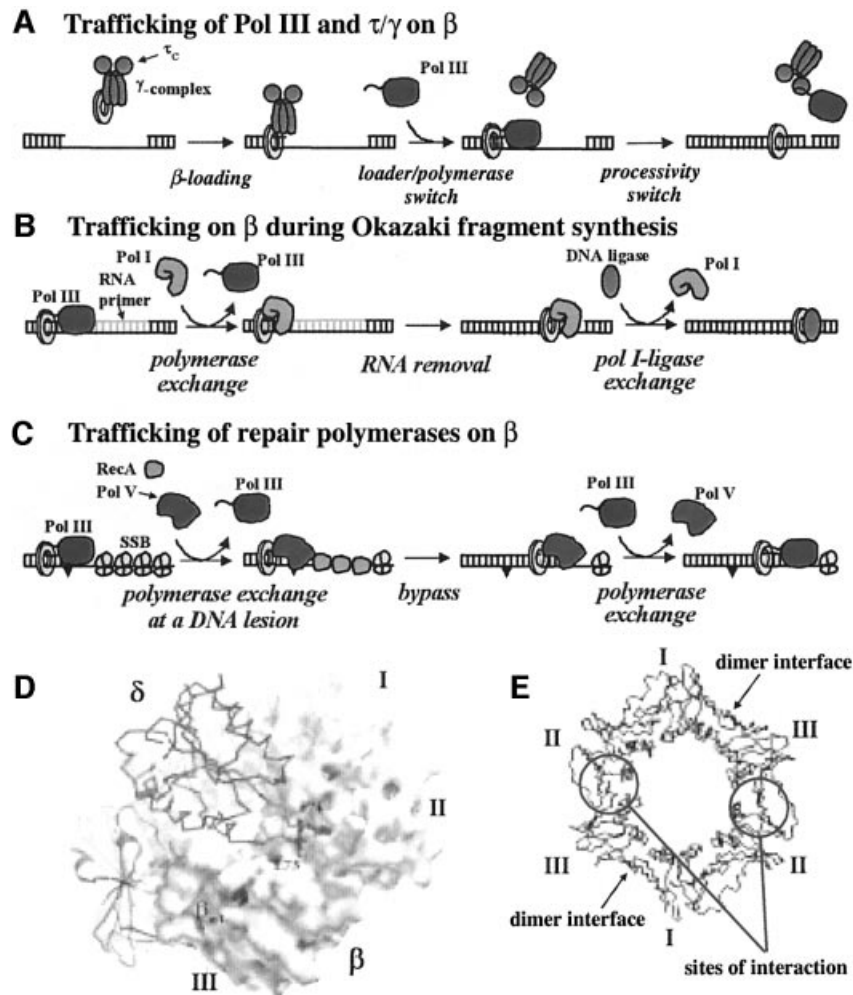 A Trafficking of Pol III and τ/γ on β
τc
γ-complex
Pol III
β-loading
loader/polymerase
switch
processivity
switch
B Trafficking on β during Okazaki fragment synthesis
Pol I
Pol III
RNA
primer
Pol III
DNA ligase
Pol I
polymerase
exchange
RNA removal
pol I-ligase
exchange
C Trafficking of repair polymerases on β
RecA
Pol V
Pol III
Pol III
SSB
Pol III
Pol V
polymerase exchange
at a DNA lesion
bypass
polymerase
exchange
D
δ
I
II
III
β
E
I
dimer interface
II
III
III
II
dimer interface
I
sites of interaction